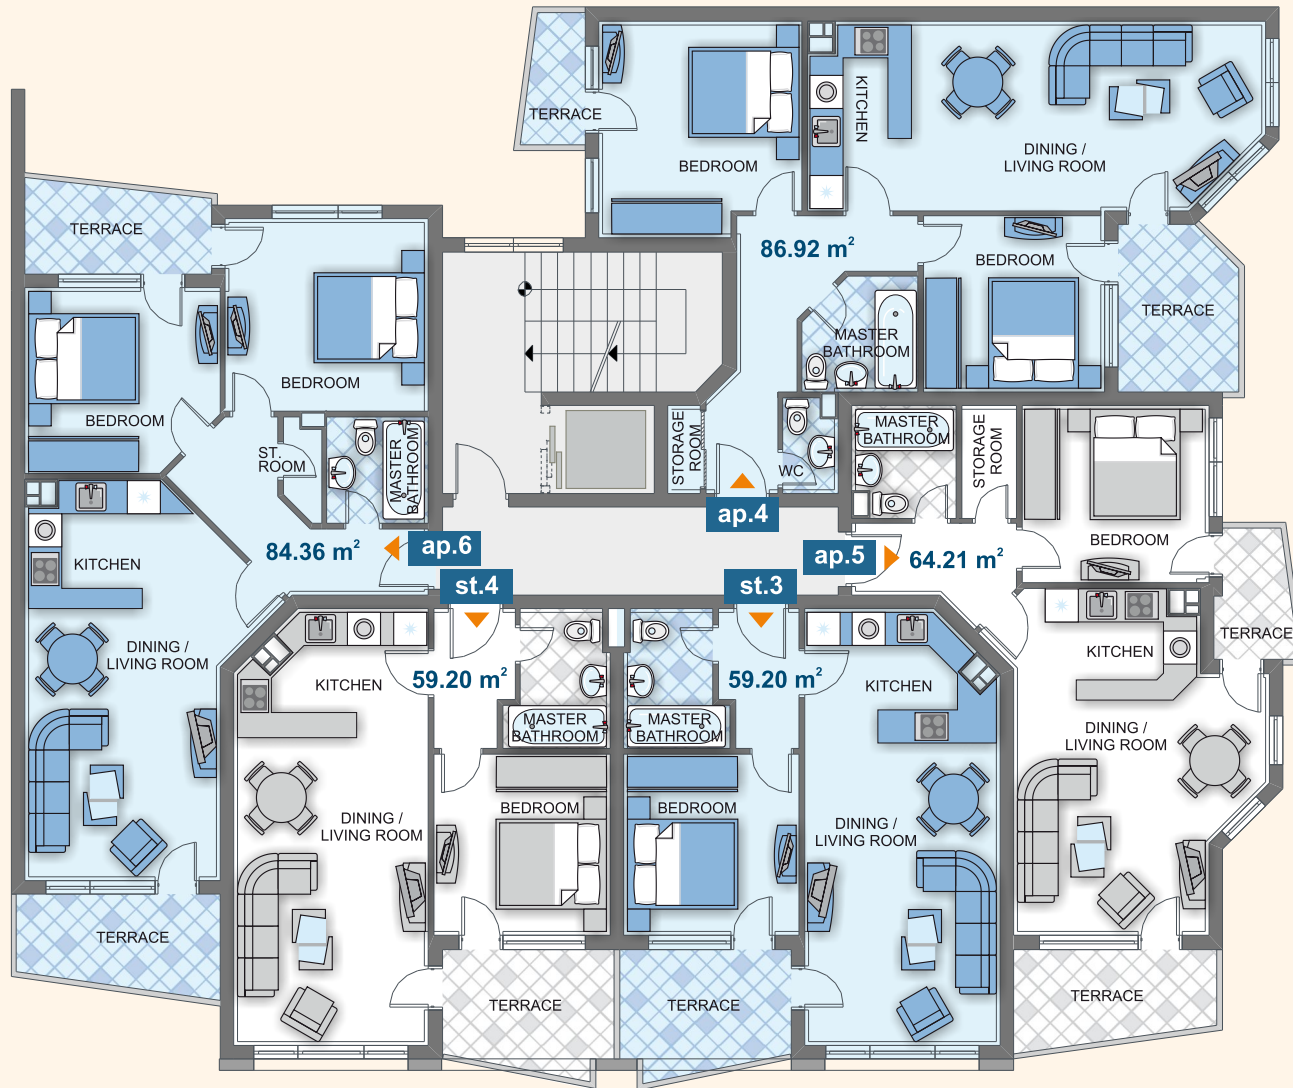 TERRACE
BEDROOM
KITCHEN
DINING /
LIVING ROOM
86.92 m²
BEDROOM
TERRACE
MASTER
BATHROOM
STORAGE
ROOM
WC
ap.4
TERRACE
BEDROOM
BEDROOM
ST.
ROOM
MASTER
BATHROOM
84.36 m²
ap.6
KITCHEN
DINING /
LIVING ROOM
TERRACE
MASTER
BATHROOM
STORAGE
ROOM
BEDROOM
ap.5
64.21 m²
TERRACE
KITCHEN
DINING /
LIVING ROOM
TERRACE
st.4
59.20 m²
KITCHEN
MASTER
BATHROOM
BEDROOM
DINING /
LIVING ROOM
TERRACE
st.3
59.20 m²
KITCHEN
MASTER
BATHROOM
BEDROOM
DINING /
LIVING ROOM
TERRACE